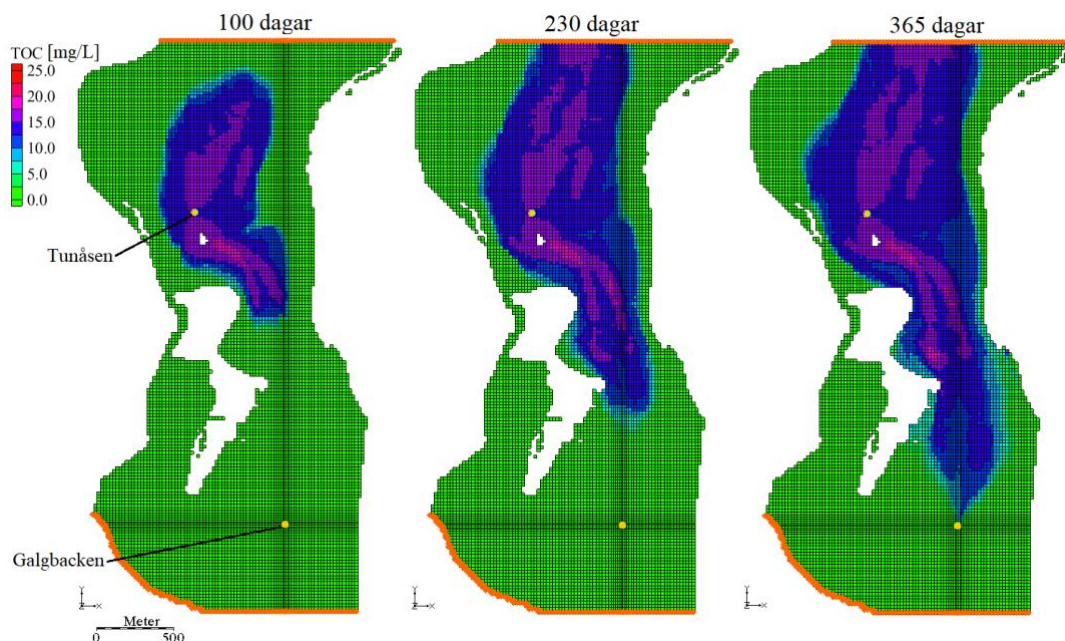 100 dagar
230 dagar
365 dagar
TOC [mg/L]
25.0
20.0
15.0
10.0
5.0
0.0
Tunåsen
Galgbacken
Z
X
Z
X
Z
X
Meter
0
500